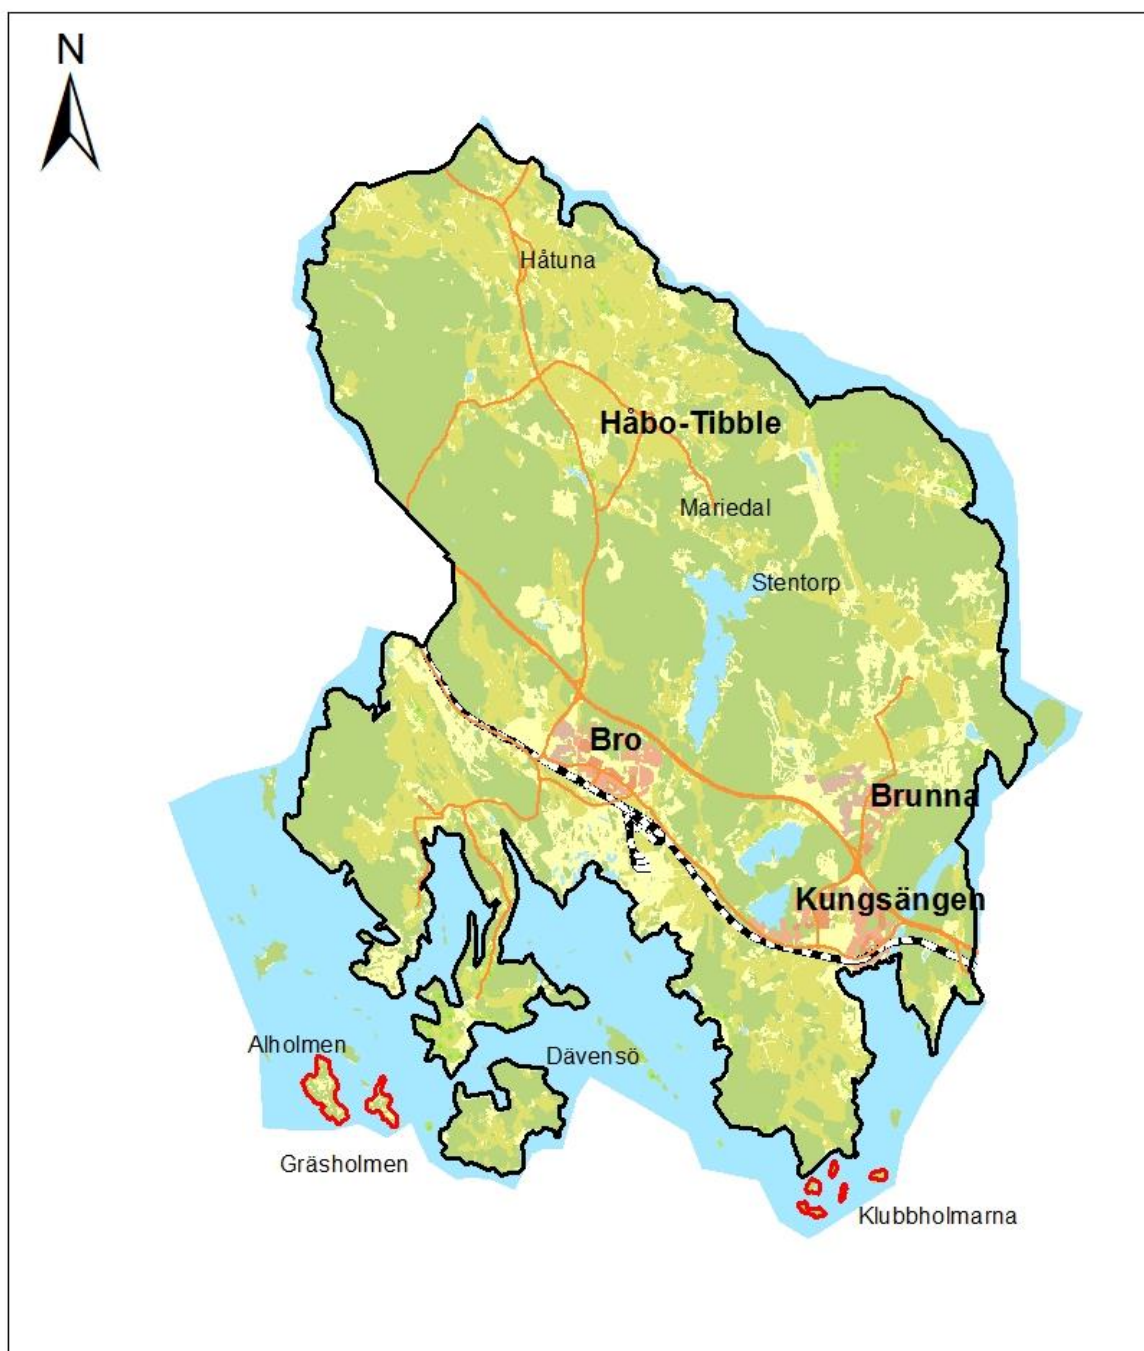 N
Håtuna
Håbo-Tibble
Mariedal
Stentorp
Bro
Brunna
Kungsängen
Alholmen
Dävensö
Gräsholmen
Klubbholmarna